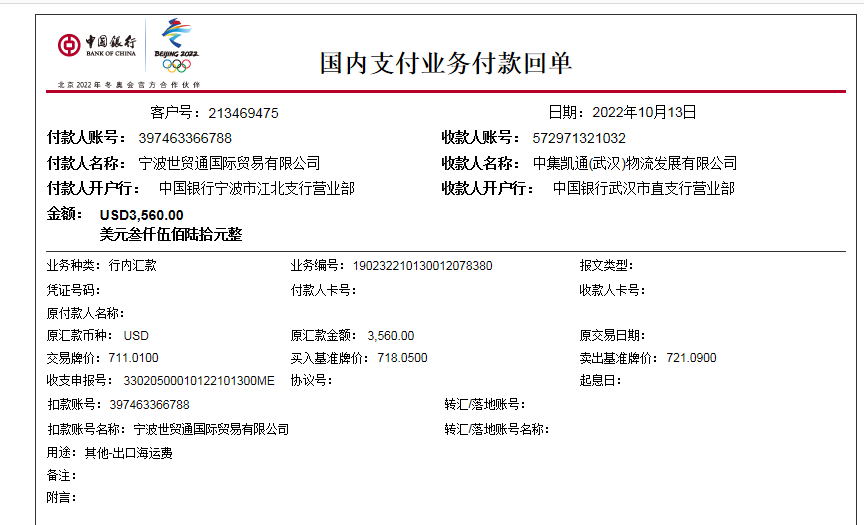 中国银行
BANK OF CHINA
BEIJING 2022
北京2022年冬奥会官方合作伙伴
国内支付业务付款回单
客户号：213469475 日期：2022年10月13日
付款人账号：397463366788 收款人账号：572971321032
付款人名称：宁波世贸通国际贸易有限公司 收款人名称：中集凯通(武汉)物流发展有限公司
付款人开户行：中国银行宁波市江北支行营业部 收款人开户行：中国银行武汉市直支行营业部
金额：USD3,560.00
美元叁仟伍佰陆拾元整
业务种类：行内汇款 业务编号：190232210130012078380 报文类型：
凭证号码： 付款人卡号： 收款人卡号：
原付款人名称：
原汇款币种：USD 原汇款金额：3,560.00 原交易日期：
交易牌价：711.0100 买入基准牌价：718.0500 卖出基准牌价：721.0900
收支申报号：33020500010122101300ME 协议号： 起息日：
扣款账号：397463366788 转汇/落地账号：
扣款账号名称：宁波世贸通国际贸易有限公司 转汇/落地账号名称：
用途：其他-出口海运费
备注：
附言：